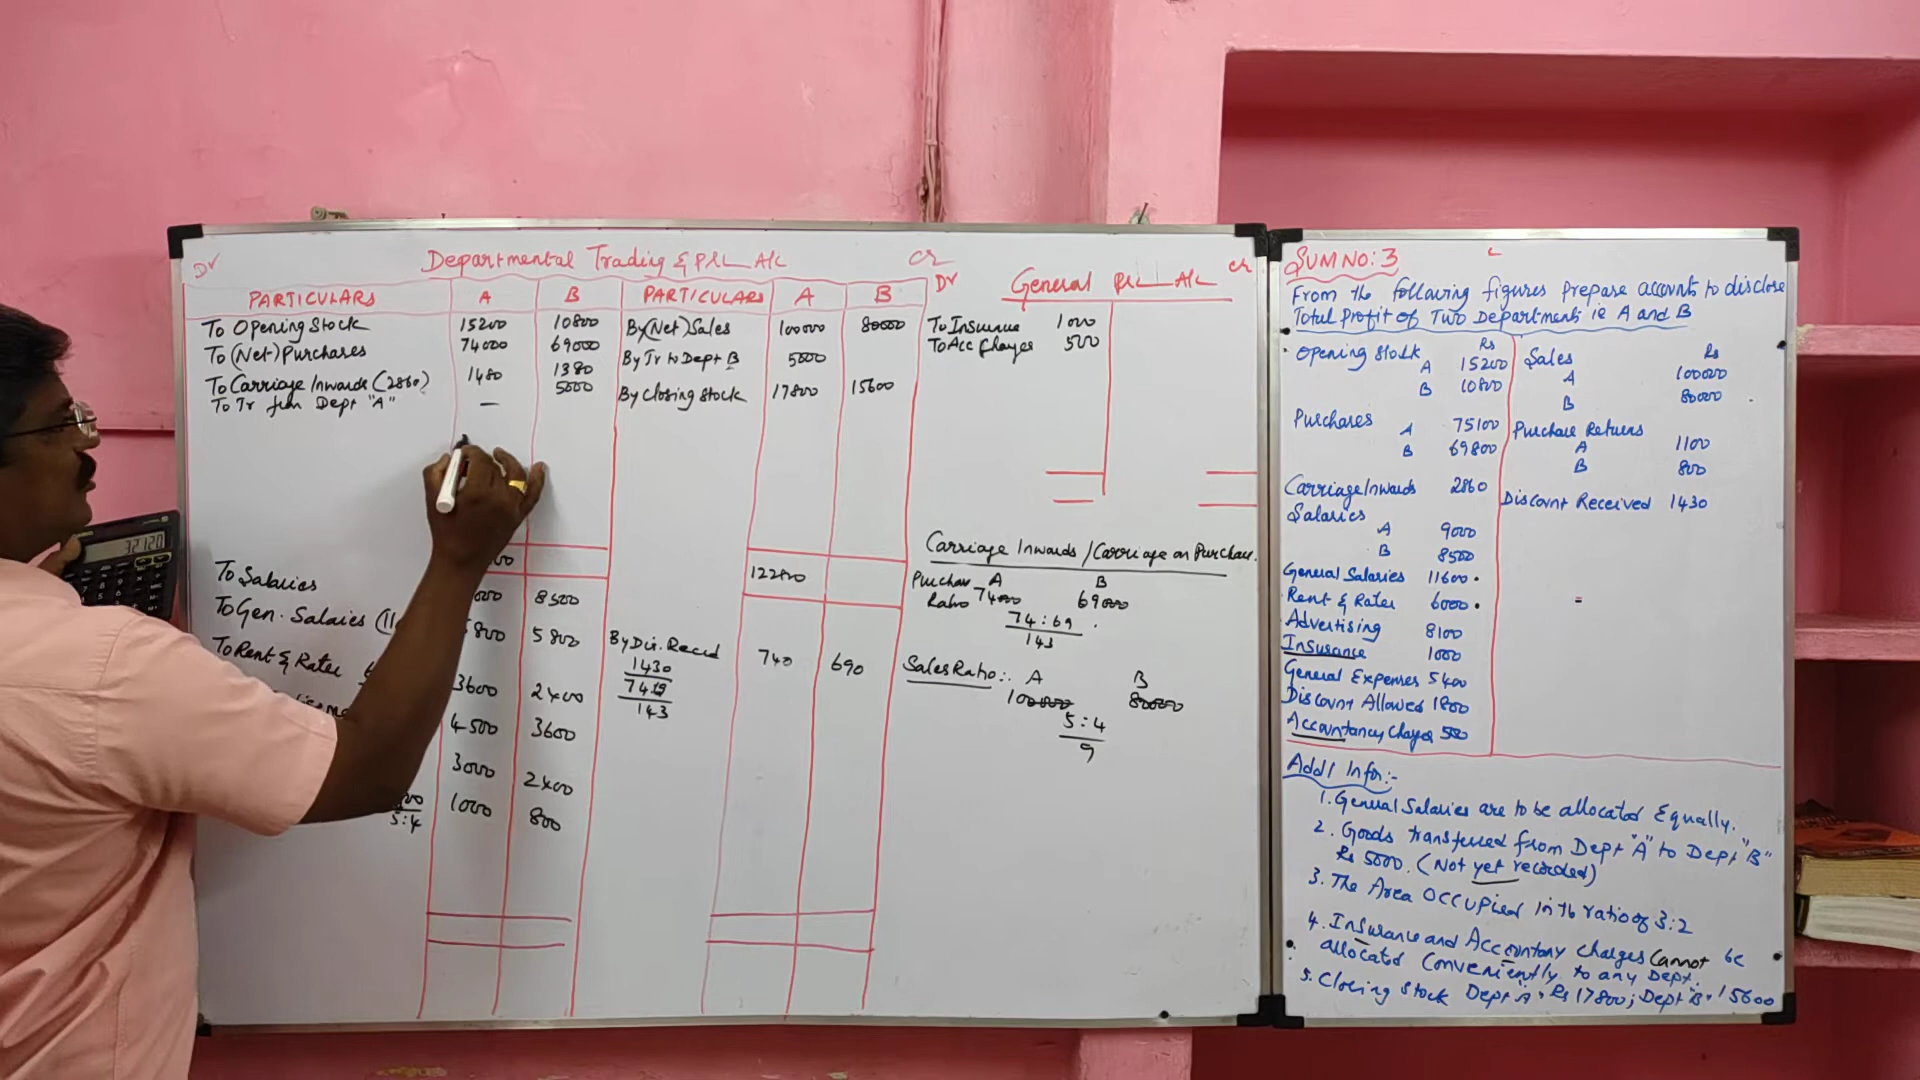 Dr Departmental Trading & P&L A/c Cr
PARTICULARS A B PARTICULARS A B
To Opening Stock 15200 10800 By (Net) Sales 100000 80000
To (Net) Purchases 74000 69000 By Tr to Dept B 5000
To Carriage Inwards (2860) 1480 1380 By Closing Stock 17800 15600
To Tr from Dept "A" — 5000
122800
To Salaries 8500
To Gen. Salaries 5800 5800 By Dis. Recd 740 690
1430
74:69
143
To Rent & Rates 3600 2400
4500 3600
3000 2400
5:4 1000 800
Dr General P&L A/c Cr
To Insurance 1000
To Acc Charges 500
Carriage Inwards / Carriage on Purchase.
Purchase A B
Ratio 74000 69000
74 : 69
143
Sales Ratio:. A B
100000 80000
5 : 4
9
SUM NO: 3
From the following figures prepare accounts to disclose
Total Profit of Two Departments ie A and B
Rs Rs
Opening Stock Sales
A 15200 A 100000
B 10800 B 80000
Purchases Purchase Returns
A 75100 A 1100
B 69800 B 800
Carriage Inwards 2860 Discount Received 1430
Salaries
A 9000
B 8500
General Salaries 11600
Rent & Rates 6000
Advertising 8100
Insurance 1000
General Expenses 5400
Discount Allowed 1800
Accountancy Charges 500
Addl Infor:-
1. General Salaries are to be allocated Equally.
2. Goods transferred from Dept "A" to Dept "B"
Rs 5000. (Not yet recorded)
3. The Area Occupied in the ratio of 3:2
4. Insurance and Accountany charges Cannot be
allocated Conveniently to any Dept.
5. Closing Stock Dept "A" Rs 17800; Dept "B" 15600
32120